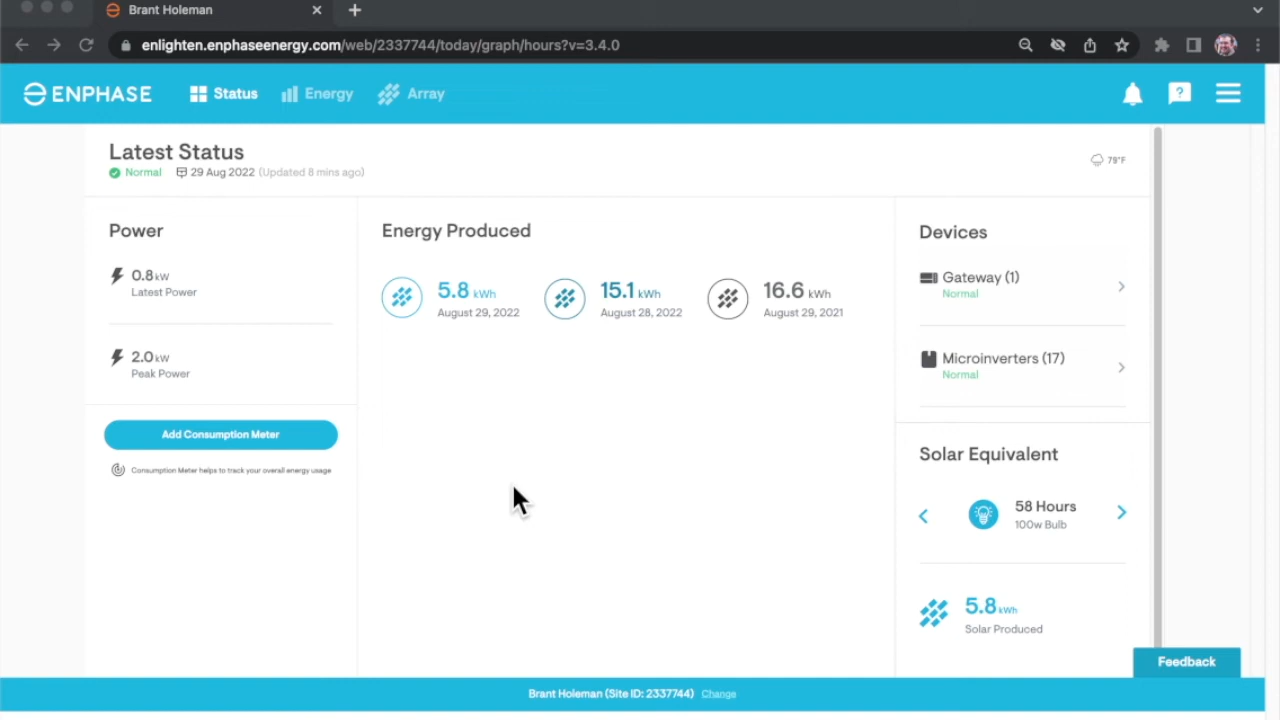 Brant Holeman
enlighten.enphaseenergy.com/web/2337744/today/graph/hours?v=3.4.0
ENPHASE
Status
Energy
Array
Latest Status
Normal
29 Aug 2022 (Updated 8 mins ago)
79°F
Power
0.8 kW
Latest Power
2.0 kW
Peak Power
Add Consumption Meter
Consumption Meter helps to track your overall energy usage
Energy Produced
5.8 kWh
August 29, 2022
15.1 kWh
August 28, 2022
16.6 kWh
August 29, 2021
Devices
Gateway (1)
Normal
Microinverters (17)
Normal
Solar Equivalent
58 Hours
100w Bulb
5.8 kWh
Solar Produced
Feedback
Brant Holeman (Site ID: 2337744) Change